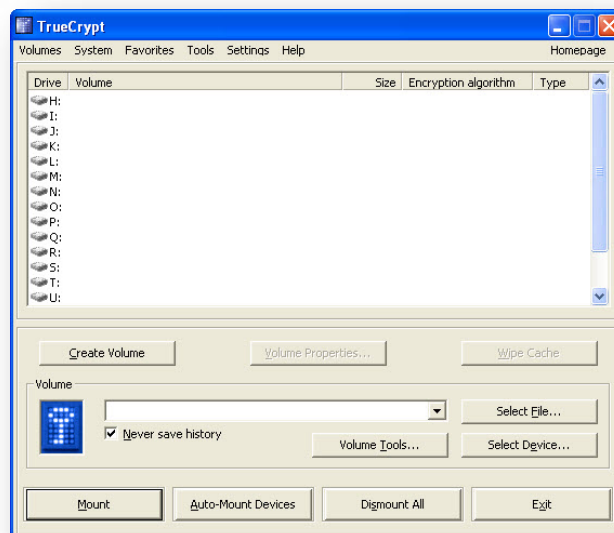 TrueCrypt
Volumes System Favorites Tools Settings Help Homepage
Drive Volume Size Encryption algorithm Type
H:
I:
J:
K:
L:
M:
N:
O:
P:
Q:
R:
S:
T:
U:
Create Volume Volume Properties... Wipe Cache
Volume
Select File...
Never save history
Volume Tools... Select Device...
Mount Auto-Mount Devices Dismount All Exit